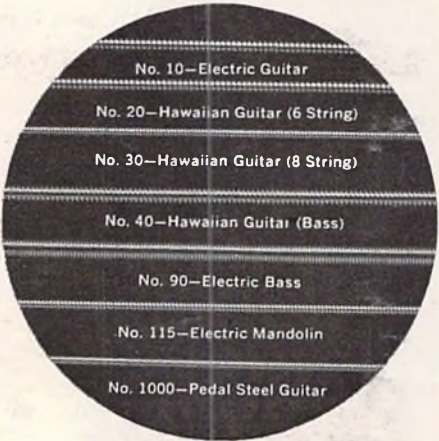 No. 10—Electric Guitar
No. 20—Hawaiian Guitar (6 String)
No. 30—Hawaiian Guitar (8 String)
No. 40—Hawaiian Guitar (Bass)
No. 90—Electric Bass
No. 115—Electric Mandolin
No. 1000—Pedal Steel Guitar